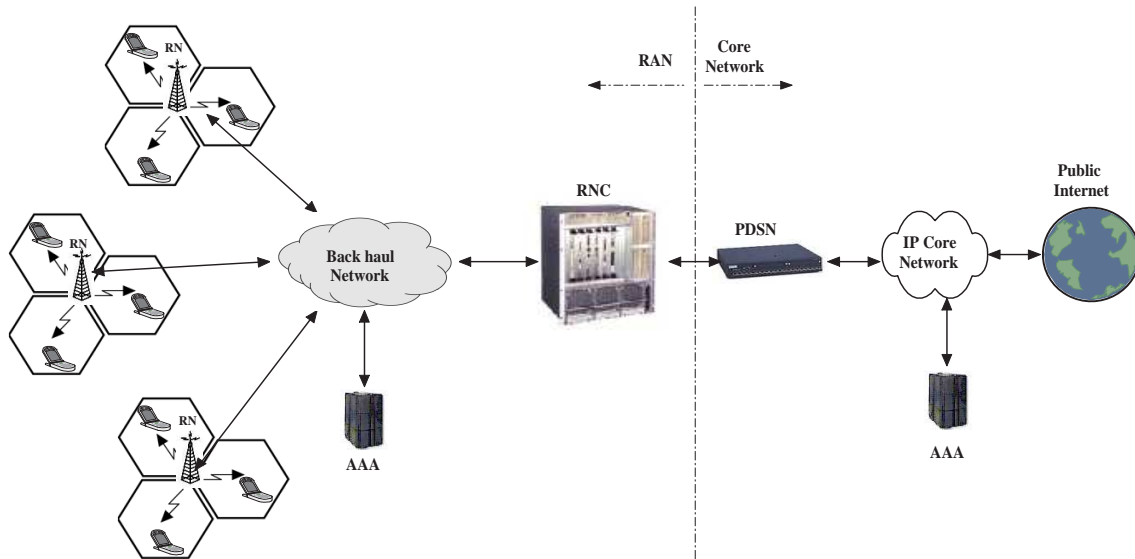 RN
RAN
Core
Network
RNC
Public
Internet
PDSN
RN
Back haul
Network
IP Core
Network
RN
AAA
AAA